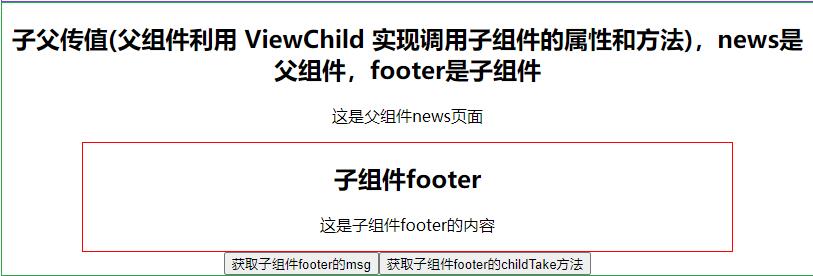 子父传值(父组件利用 ViewChild 实现调用子组件的属性和方法)，news是
父组件，footer是子组件
这是父组件news页面
子组件footer
这是子组件footer的内容
获取子组件footer的msg 获取子组件footer的childTake方法